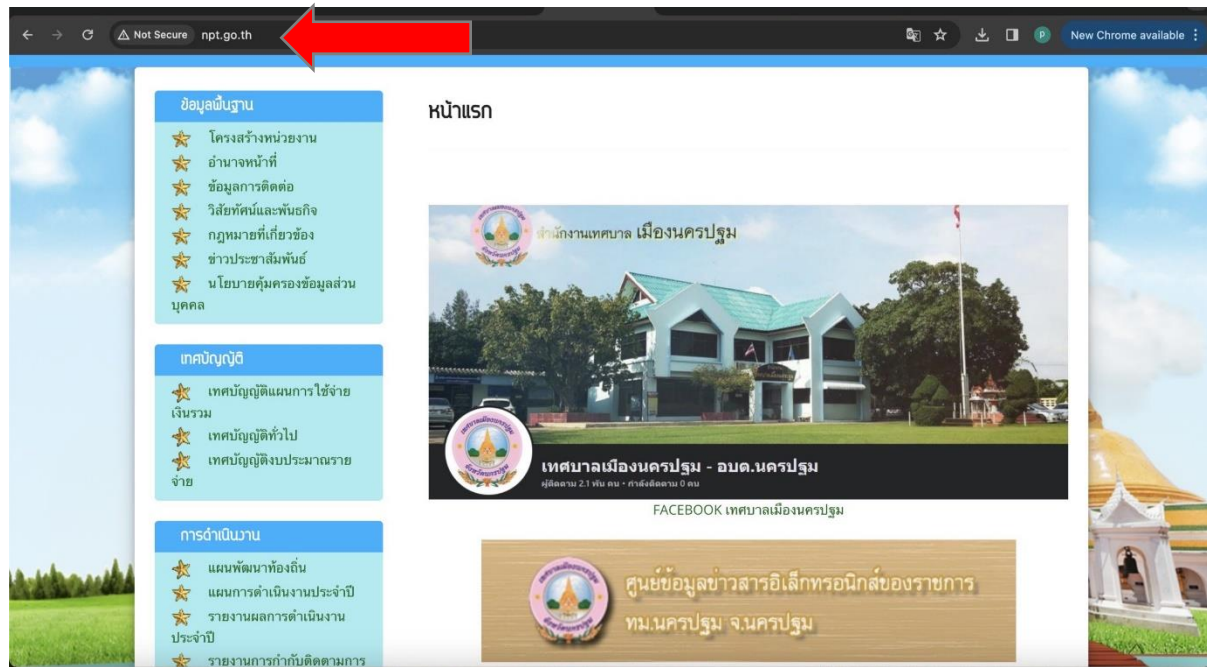 Not Secure npt.go.th
New Chrome available
ข้อมูลพื้นฐาน
โครงสร้างหน่วยงาน
อำนาจหน้าที่
ข้อมูลการติดต่อ
วิสัยทัศน์และพันธกิจ
กฎหมายที่เกี่ยวข้อง
ข่าวประชาสัมพันธ์
นโยบายคุ้มครองข้อมูลส่วน
บุคคล
เทศบัญญัติ
เทศบัญญัติแผนการใช้จ่าย
เงินรวม
เทศบัญญัติทั่วไป
เทศบัญญัติงบประมาณราย
จ่าย
การดำเนินงาน
แผนพัฒนาท้องถิ่น
แผนการดำเนินงานประจำปี
รายงานผลการดำเนินงาน
ประจำปี
รายงานการกำกับติดตามการ
หน้าแรก
สำนักงานเทศบาล เมืองนครปฐม
เทศบาลเมืองนครปฐม - อบต.นครปฐม
ผู้ติดตาม 2.1 พัน คน • กำลังติดตาม 0 คน
FACEBOOK เทศบาลเมืองนครปฐม
ศูนย์ข้อมูลข่าวสารอิเล็กทรอนิกส์ของราชการ
ทม.นครปฐม จ.นครปฐม